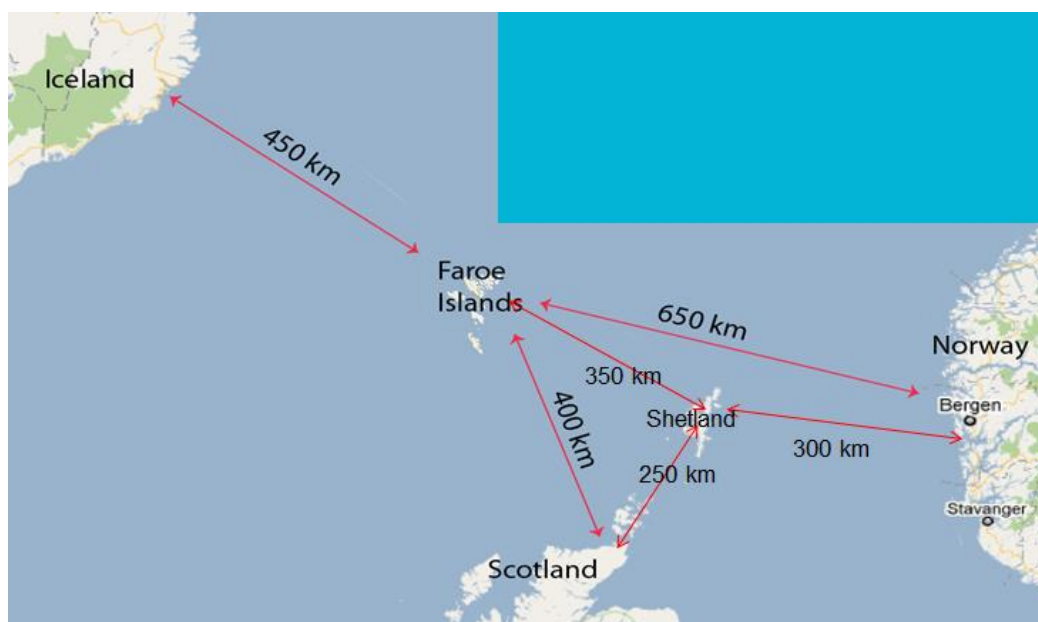 Iceland
450 km
Faroe
Islands
650 km
Norway
350 km
400 km
Shetland
Bergen
300 km
250 km
Stavanger
Scotland